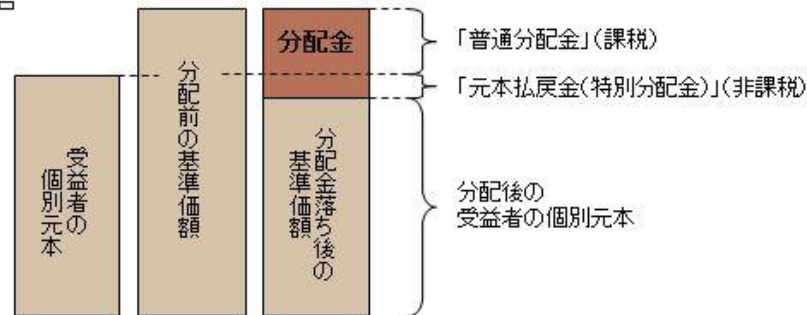 受益者の
個別元本
分配前の基準価額
分配金
分配金落ち後の
基準価額
「普通分配金」(課税)
「元本払戻金(特別分配金)」(非課税)
分配後の
受益者の個別元本